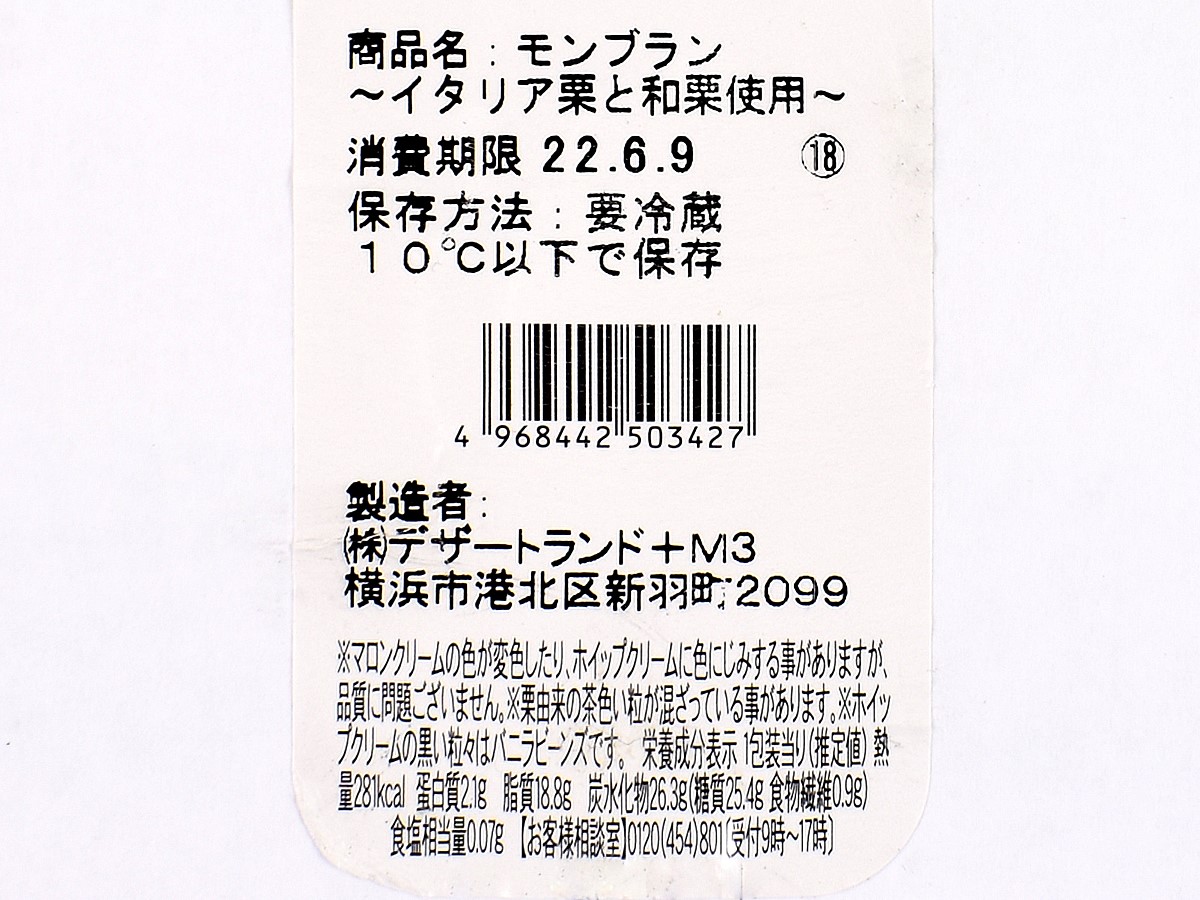 商品名：モンブラン
～イタリア栗と和栗使用～
消費期限 22.6.9 ⑱
保存方法：要冷蔵
１０℃以下で保存
4 968442 503427
製造者：
㈱デザートランド＋M3
横浜市港北区新羽町2099
※マロンクリームの色が変色したり、ホイップクリームに色にじみする事がありますが、
品質に問題ございません。※栗由来の茶色い粒が混ざっている事があります。※ホイッ
プクリームの黒い粒々はバニラビーンズです。 栄養成分表示 1包装当り(推定値) 熱
量281kcal 蛋白質2.1g 脂質18.8g 炭水化物26.3g(糖質25.4g 食物繊維0.9g)
食塩相当量0.07g 【お客様相談室】0120(454)801(受付9時～17時)